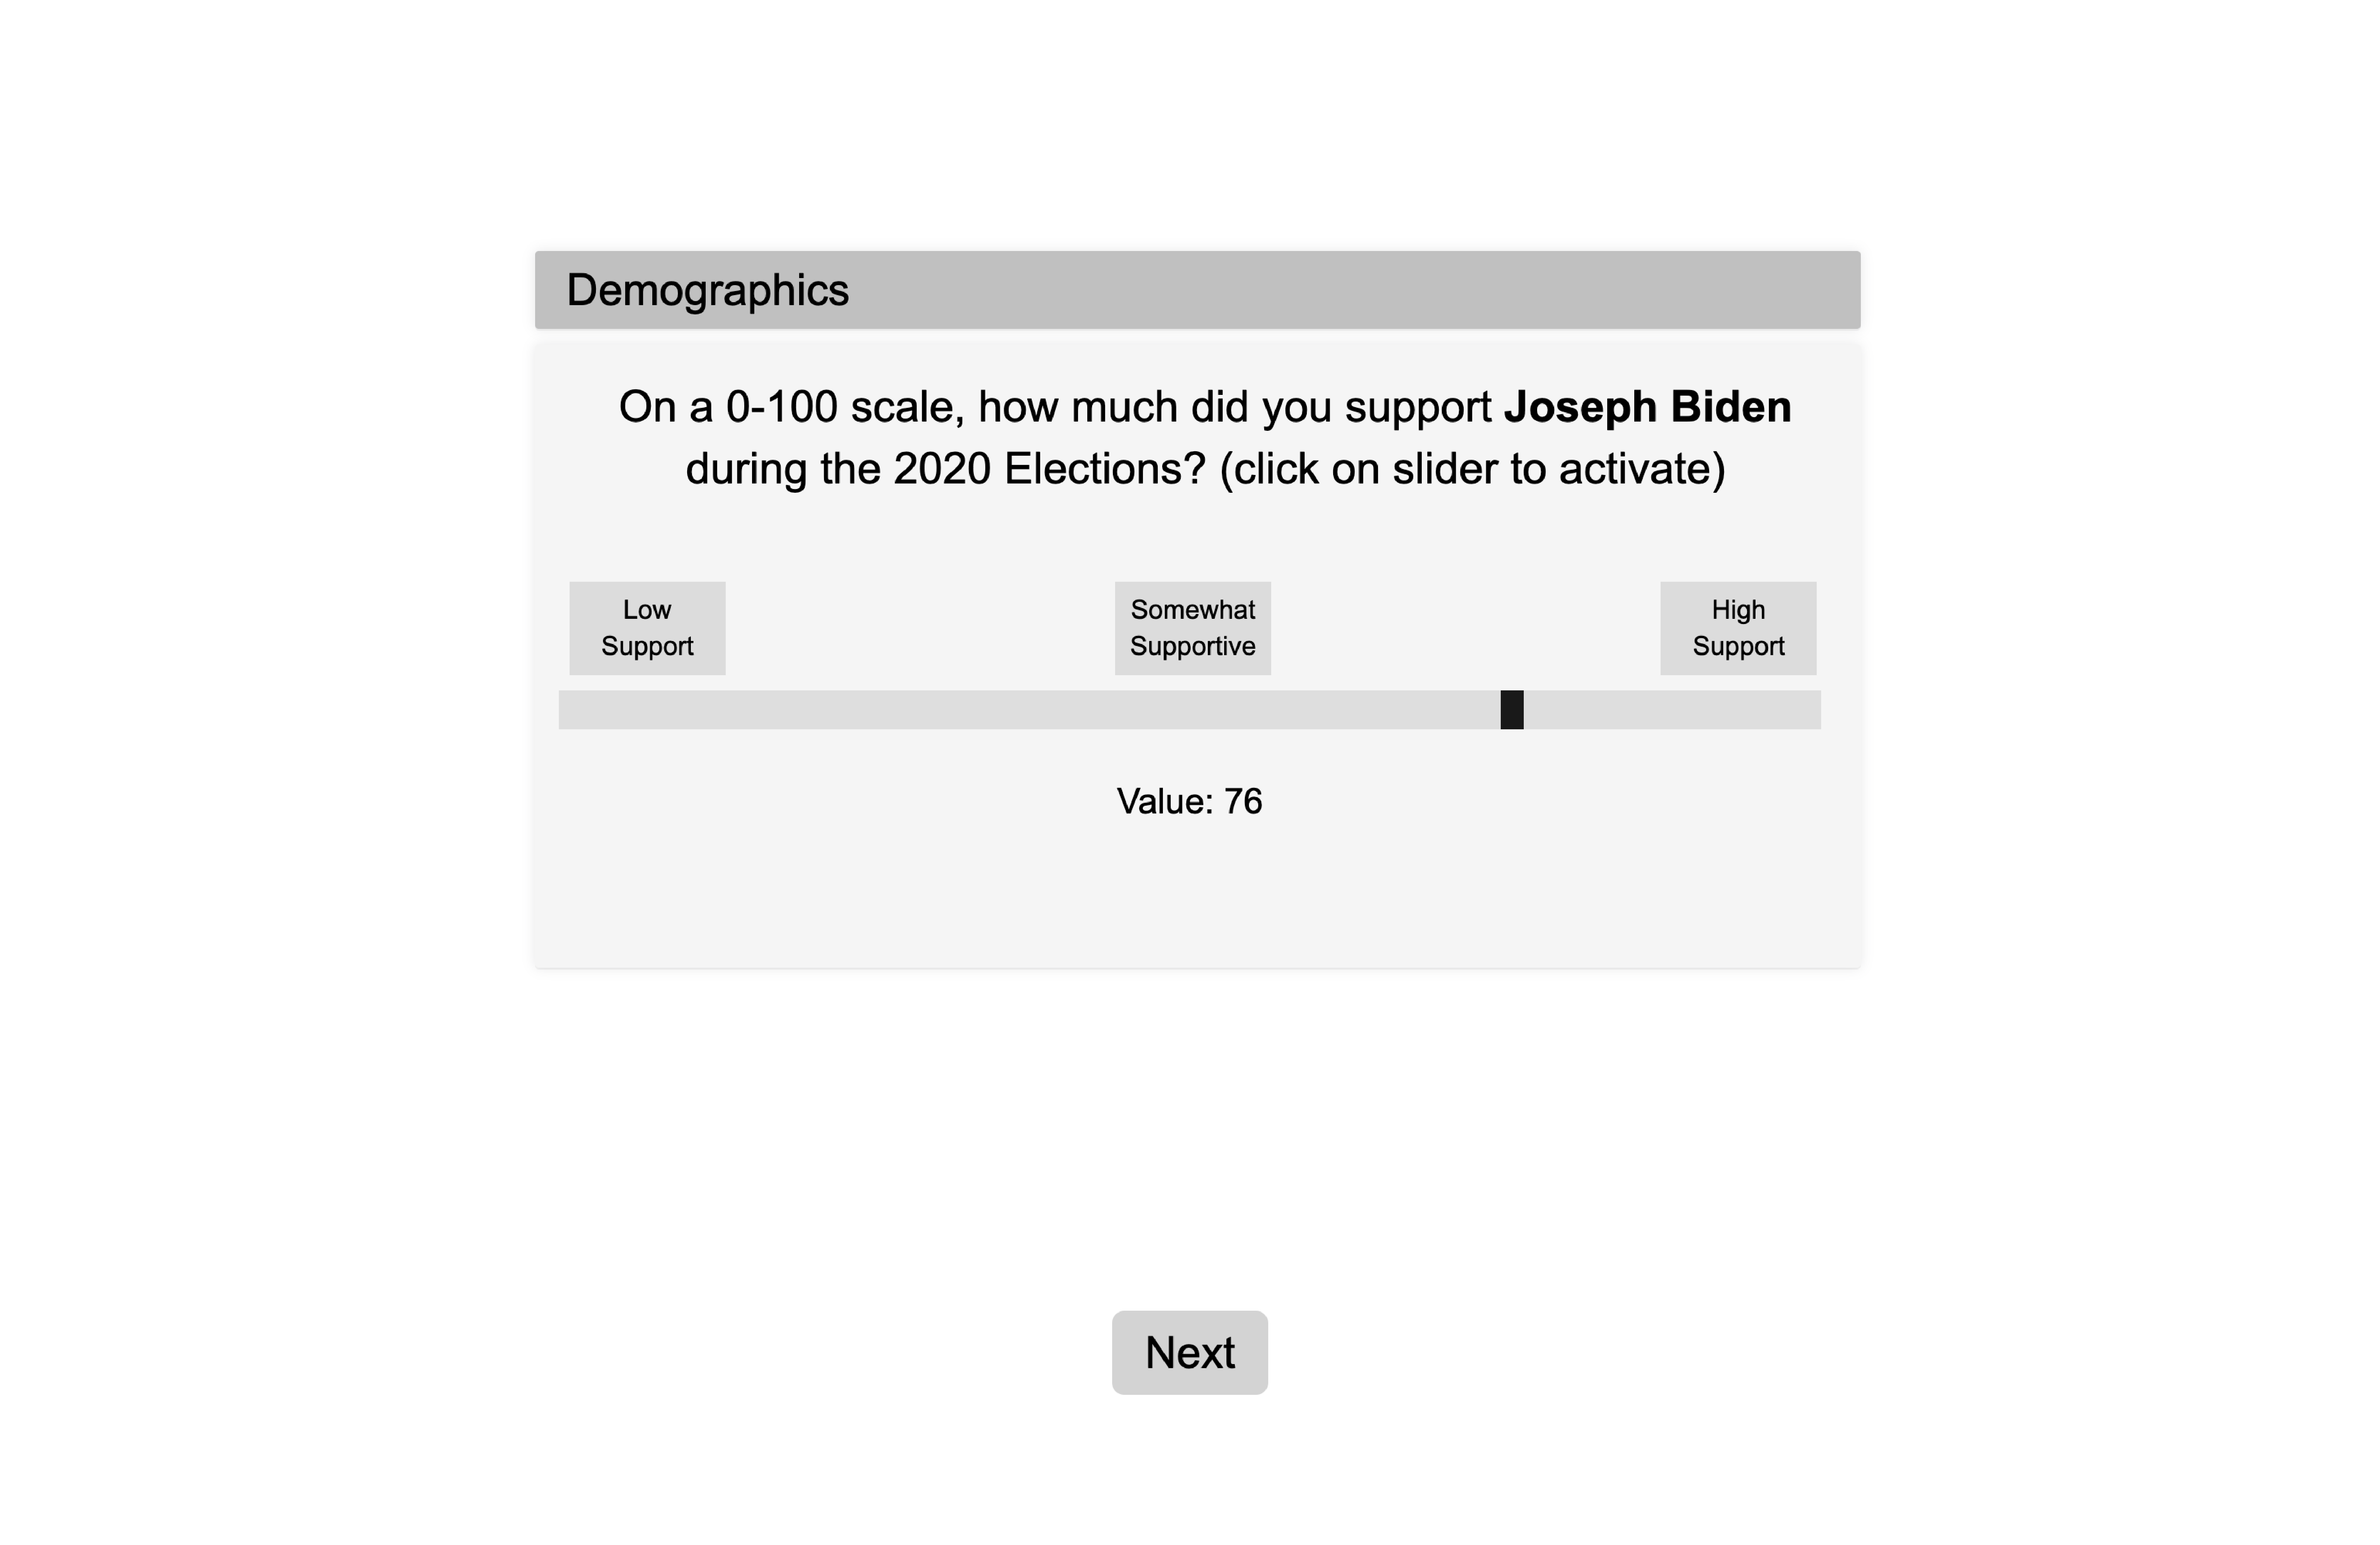 Demographics
On a 0-100 scale, how much did you support Joseph Biden
during the 2020 Elections? (click on slider to activate)
Low
Support
Somewhat
Supportive
High
Support
Value: 76
Next